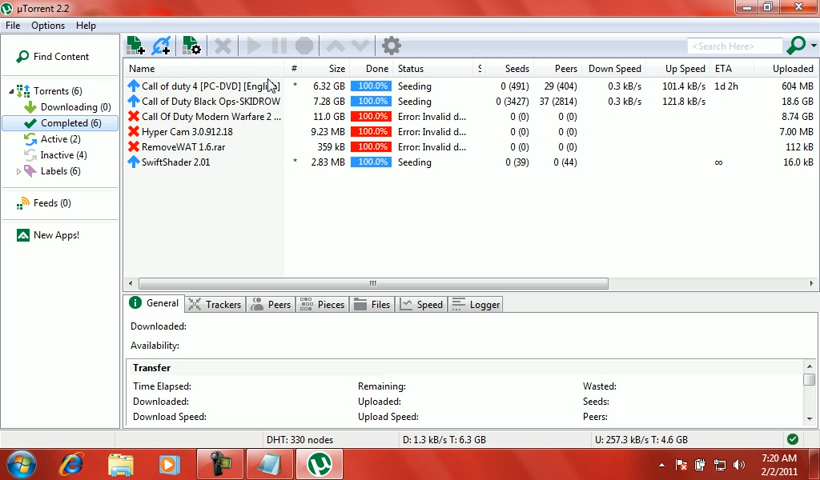 µTorrent 2.2
File Options Help
Find Content
<Search Here>
Torrents (6)
Downloading (0)
Completed (6)
Active (2)
Inactive (4)
Labels (6)
Feeds (0)
New Apps!
Name # Size Done Status S Seeds Peers Down Speed Up Speed ETA Uploaded
Call of duty 4 [PC-DVD] [Englis] * 6.32 GB 100.0% Seeding 0 (491) 29 (404) 0.3 kB/s 101.4 kB/s 1d 2h 604 MB
Call of Duty Black Ops-SKIDROW 7.28 GB 100.0% Seeding 0 (3427) 37 (2814) 0.3 kB/s 121.8 kB/s 18.6 GB
Call Of Duty Modern Warfare 2 ... 11.0 GB 100.0% Error: Invalid d... 0 (0) 0 (0) 8.74 GB
Hyper Cam 3.0.912.18 9.23 MB 100.0% Error: Invalid d... 0 (0) 0 (0) 7.00 MB
RemoveWAT 1.6.rar 359 kB 100.0% Error: Invalid d... 0 (0) 0 (0) 112 kB
SwiftShader 2.01 * 2.83 MB 100.0% Seeding 0 (39) 0 (44) ∞ 16.0 kB
General Trackers Peers Pieces Files Speed Logger
Downloaded:
Availability:
Transfer
Time Elapsed: Remaining: Wasted:
Downloaded: Uploaded: Seeds:
Download Speed: Upload Speed: Peers:
DHT: 330 nodes D: 1.3 kB/s T: 6.3 GB U: 257.3 kB/s T: 4.6 GB
7:20 AM
2/2/2011